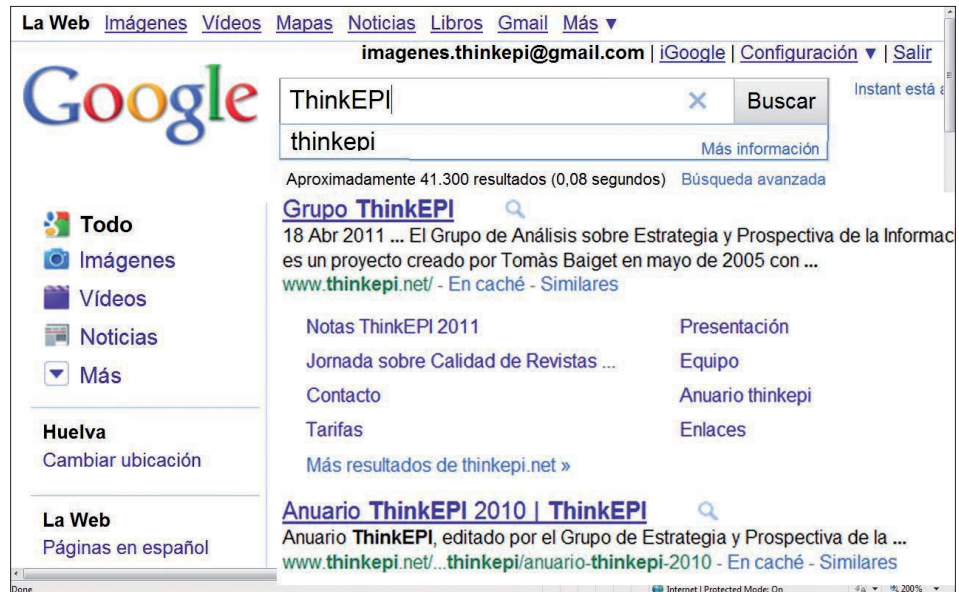 La Web Imágenes Vídeos Mapas Noticias Libros Gmail Más ▼
imagenes.thinkepi@gmail.com | iGoogle | Configuración ▼ | Salir
Google
ThinkEPI × Buscar
Instant está
thinkepi
Más información
Aproximadamente 41.300 resultados (0,08 segundos) Búsqueda avanzada
Todo
Imágenes
Vídeos
Noticias
Más
Huelva
Cambiar ubicación
La Web
Páginas en español
Grupo ThinkEPI
18 Abr 2011 ... El Grupo de Análisis sobre Estrategia y Prospectiva de la Informac
es un proyecto creado por Tomàs Baiget en mayo de 2005 con ...
www.thinkepi.net/ - En caché - Similares
Notas ThinkEPI 2011 Presentación
Jornada sobre Calidad de Revistas ... Equipo
Contacto Anuario thinkepi
Tarifas Enlaces
Más resultados de thinkepi.net »
Anuario ThinkEPI 2010 | ThinkEPI
Anuario ThinkEPI, editado por el Grupo de Estrategia y Prospectiva de la ...
www.thinkepi.net/...thinkepi/anuario-thinkepi-2010 - En caché - Similares
Done Internet | Protected Mode: On 200%